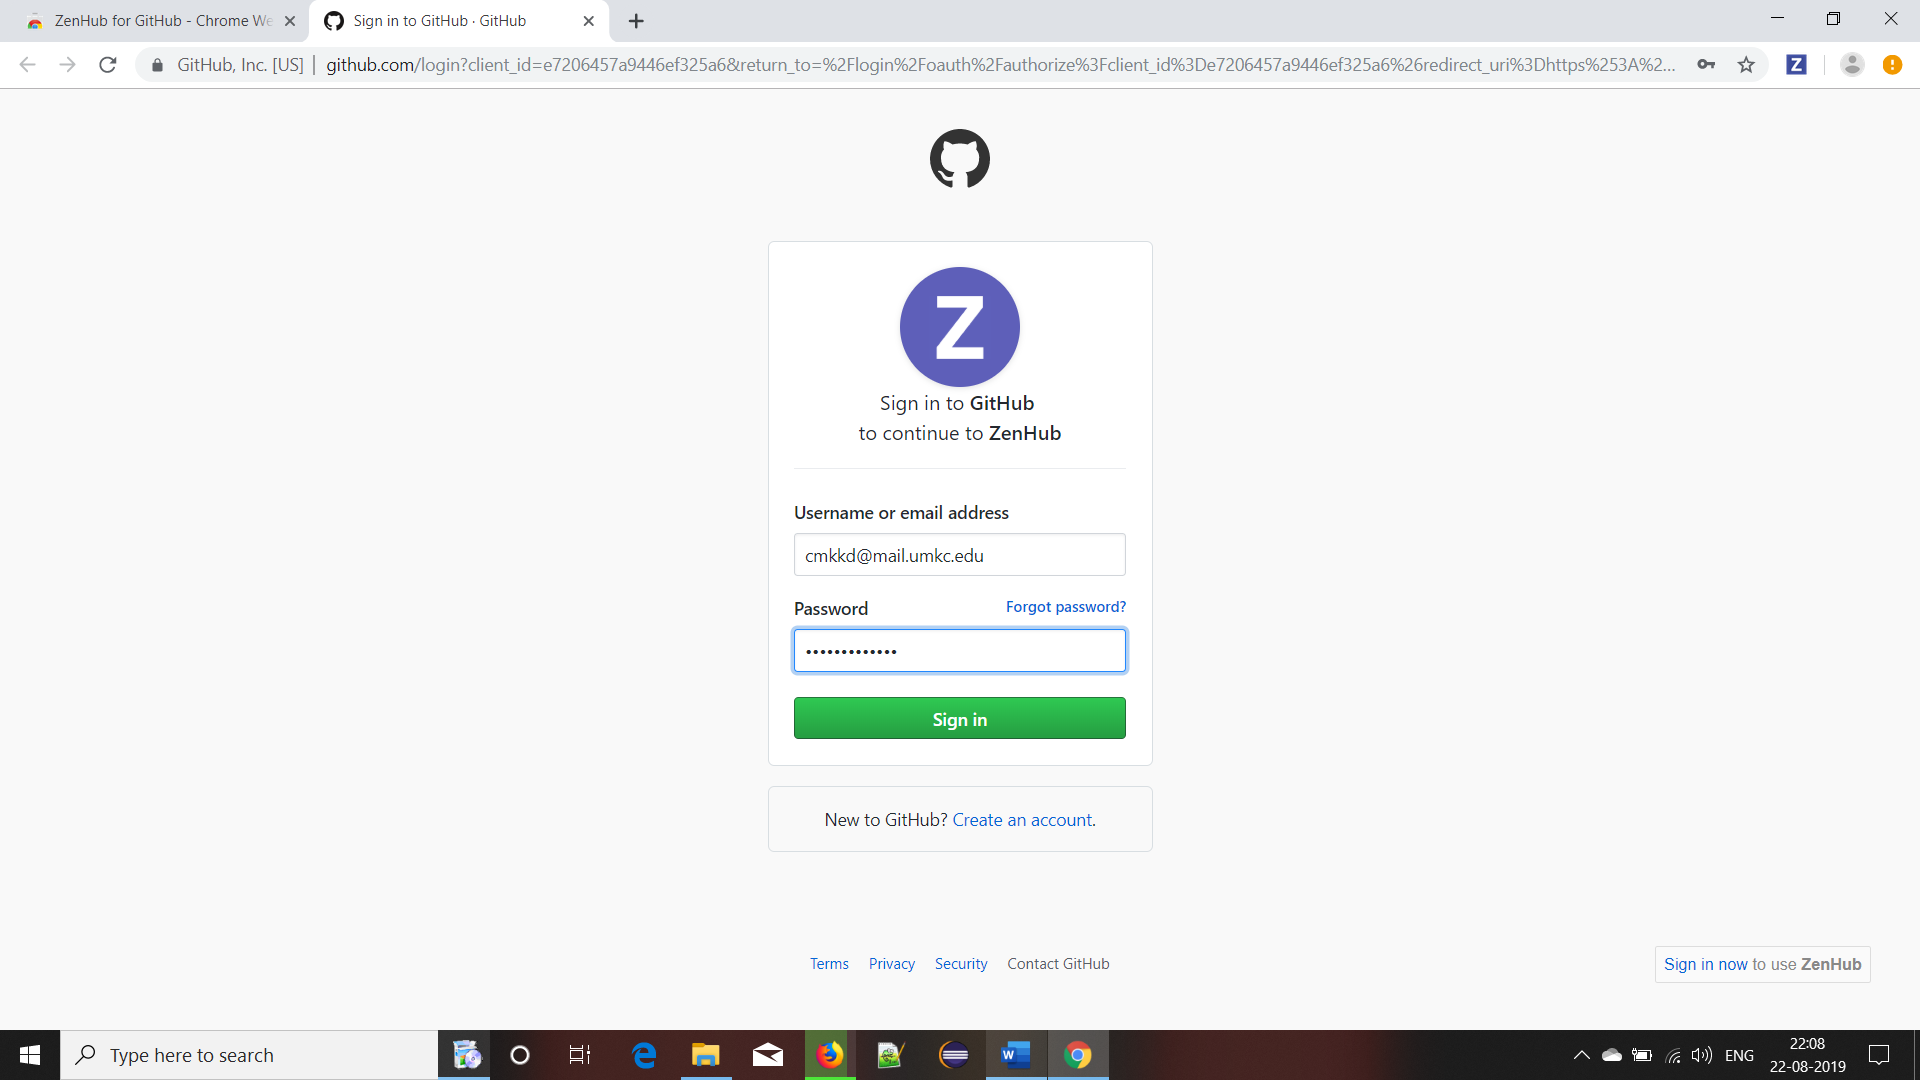 ZenHub for GitHub - Chrome We
Sign in to GitHub · GitHub
GitHub, Inc. [US] | github.com/login?client_id=e7206457a9446ef325a6&return_to=%2Flogin%2Foauth%2Fauthorize%3Fclient_id%3De7206457a9446ef325a6%26redirect_uri%3Dhttps%253A%2...
Z
Z
Sign in to GitHub
to continue to ZenHub
Username or email address
cmkkd@mail.umkc.edu
Password Forgot password?
•••••••••••••
Sign in
New to GitHub? Create an account.
Terms Privacy Security Contact GitHub
Sign in now to use ZenHub
Type here to search
ENG
22:08
22-08-2019